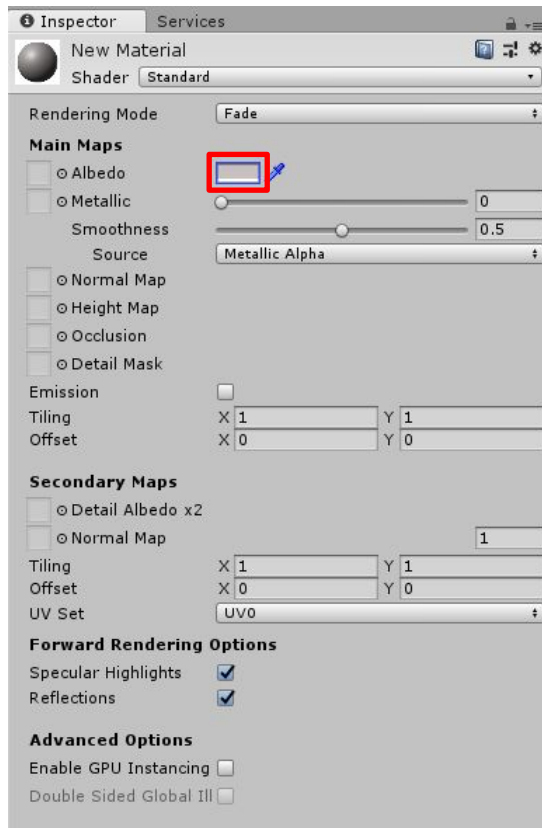 Inspector Services
New Material
Shader Standard
Rendering Mode Fade
Main Maps
Albedo
Metallic 0
Smoothness 0.5
Source Metallic Alpha
Normal Map
Height Map
Occlusion
Detail Mask
Emission
Tiling X 1 Y 1
Offset X 0 Y 0
Secondary Maps
Detail Albedo x2
Normal Map 1
Tiling X 1 Y 1
Offset X 0 Y 0
UV Set UV0
Forward Rendering Options
Specular Highlights
Reflections
Advanced Options
Enable GPU Instancing
Double Sided Global Ill